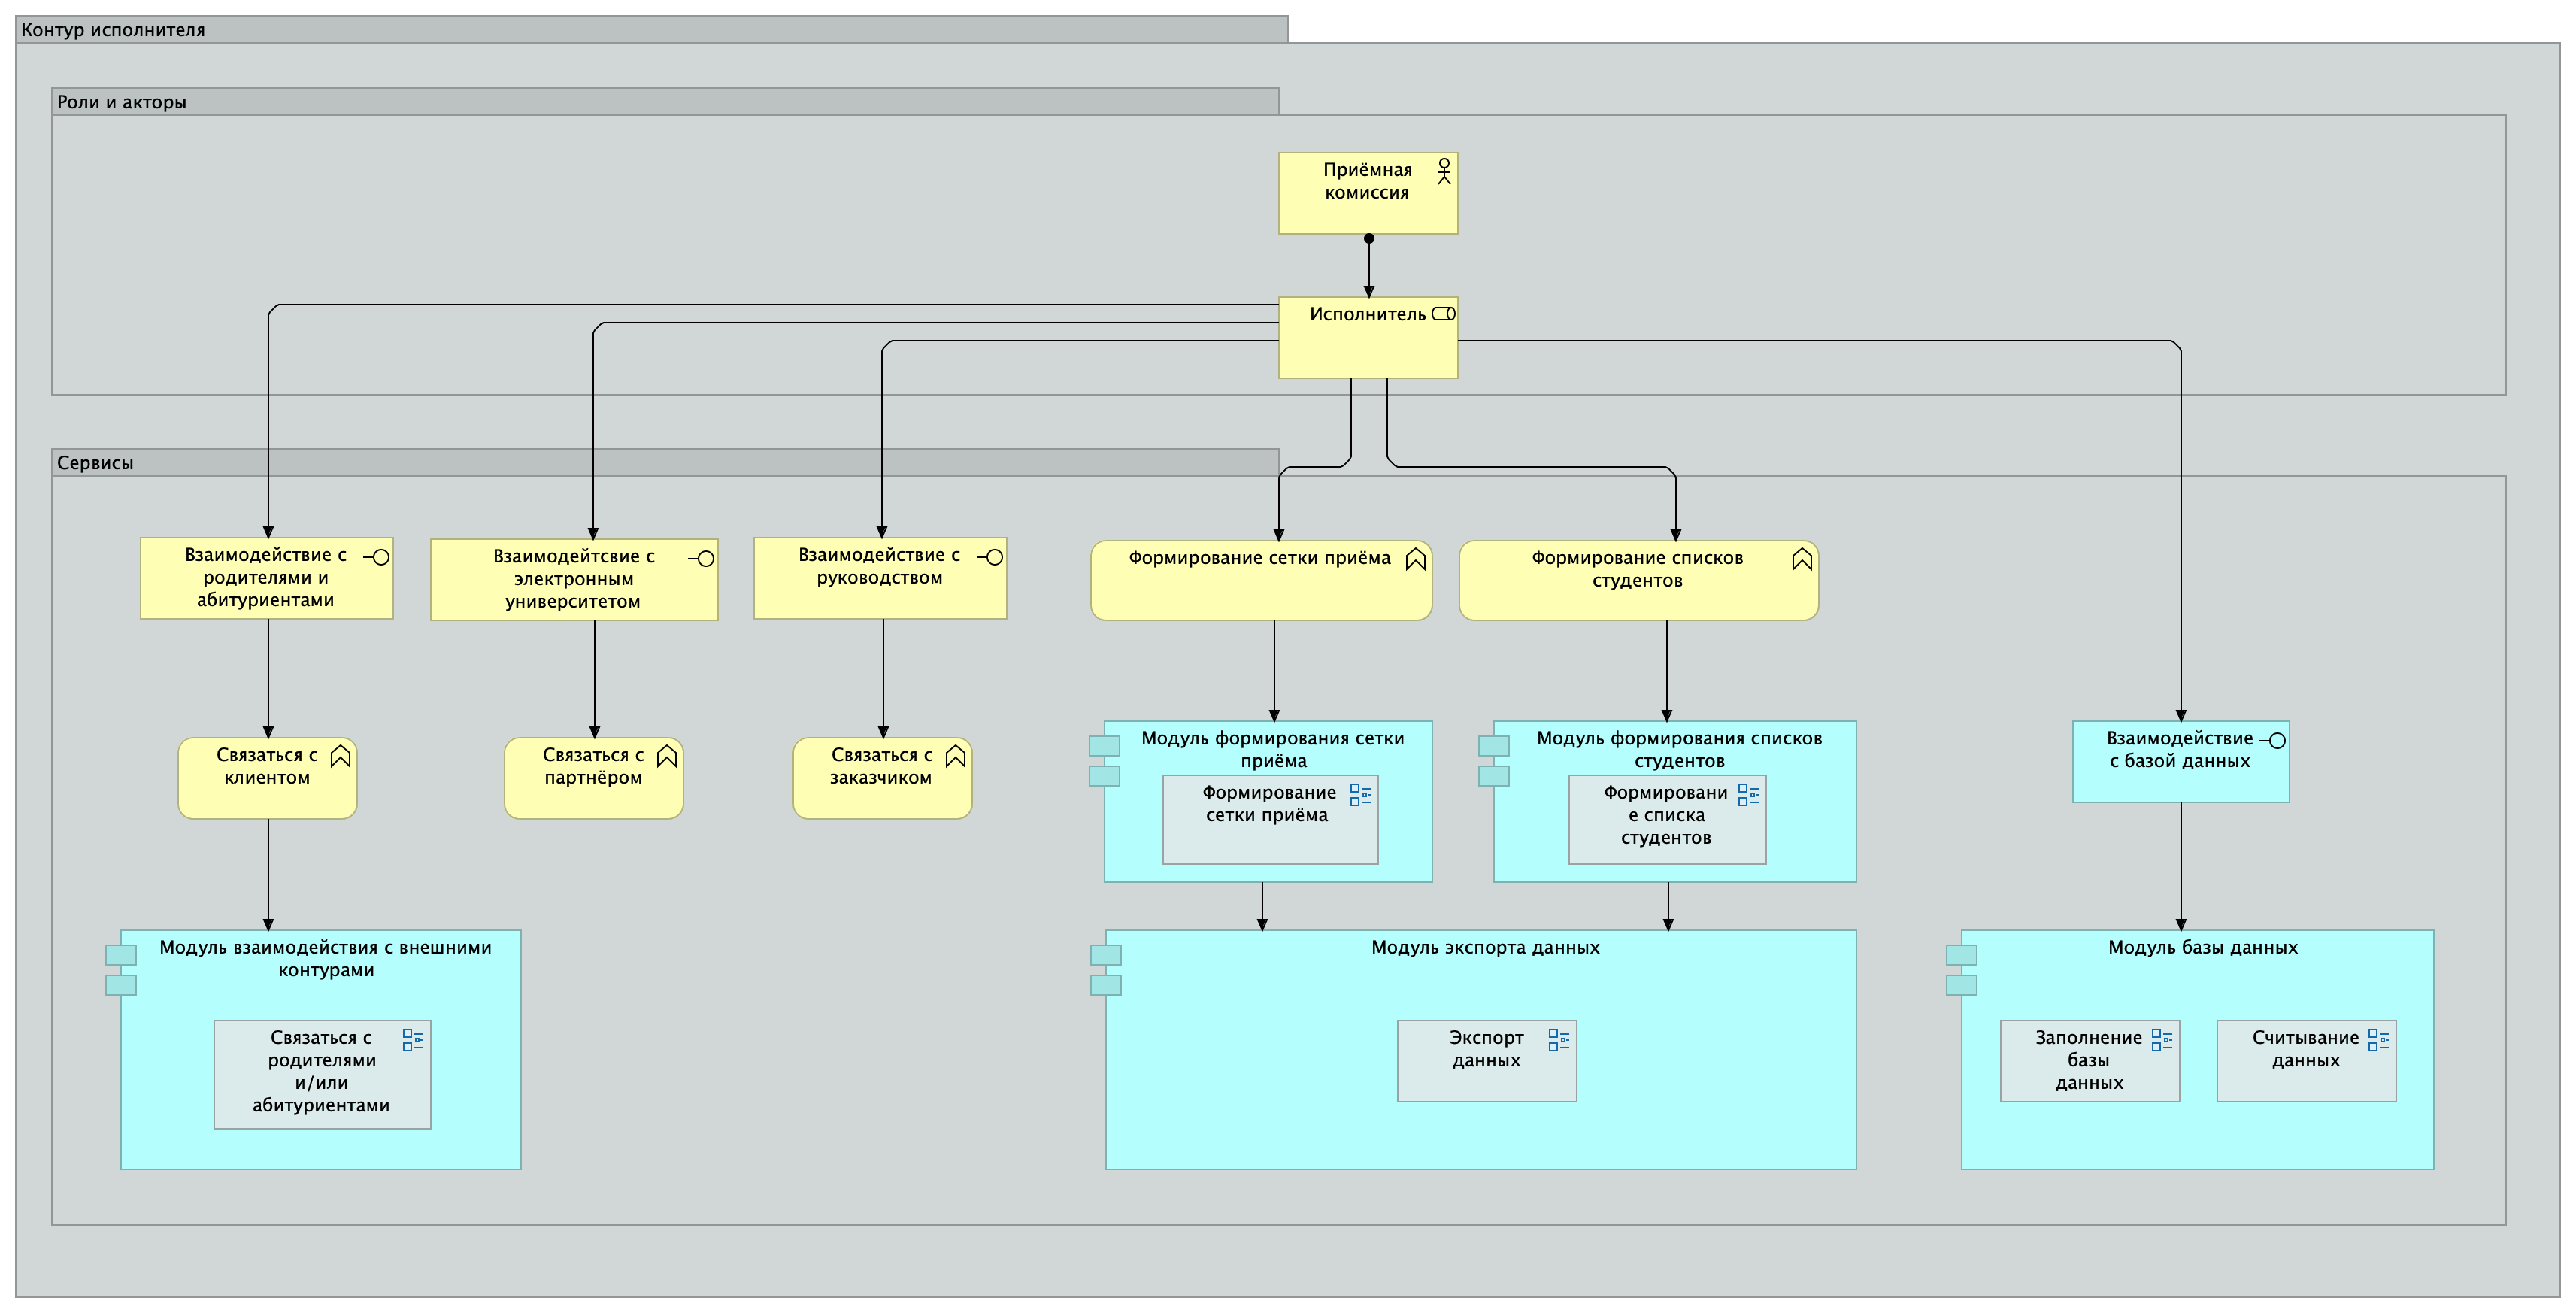 Контур исполнителя
Роли и акторы
Приёмная
комиссия
Исполнитель
Сервисы
Взаимодействие с
родителями и
абитуриентами
Взаимодейтсвие с
электронным
университетом
Взаимодействие с
руководством
Формирование сетки приёма
Формирование списков
студентов
Связаться с
клиентом
Связаться с
партнёром
Связаться с
заказчиком
Модуль формирования сетки
приёма
Формирование
сетки приёма
Модуль формирования списков
студентов
Формировани
е списка
студентов
Взаимодействие
с базой данных
Модуль взаимодействия с внешними
контурами
Связаться с
родителями
и/или
абитуриентами
Модуль экспорта данных
Экспорт
данных
Модуль базы данных
Заполнение
базы
данных
Считывание
данных